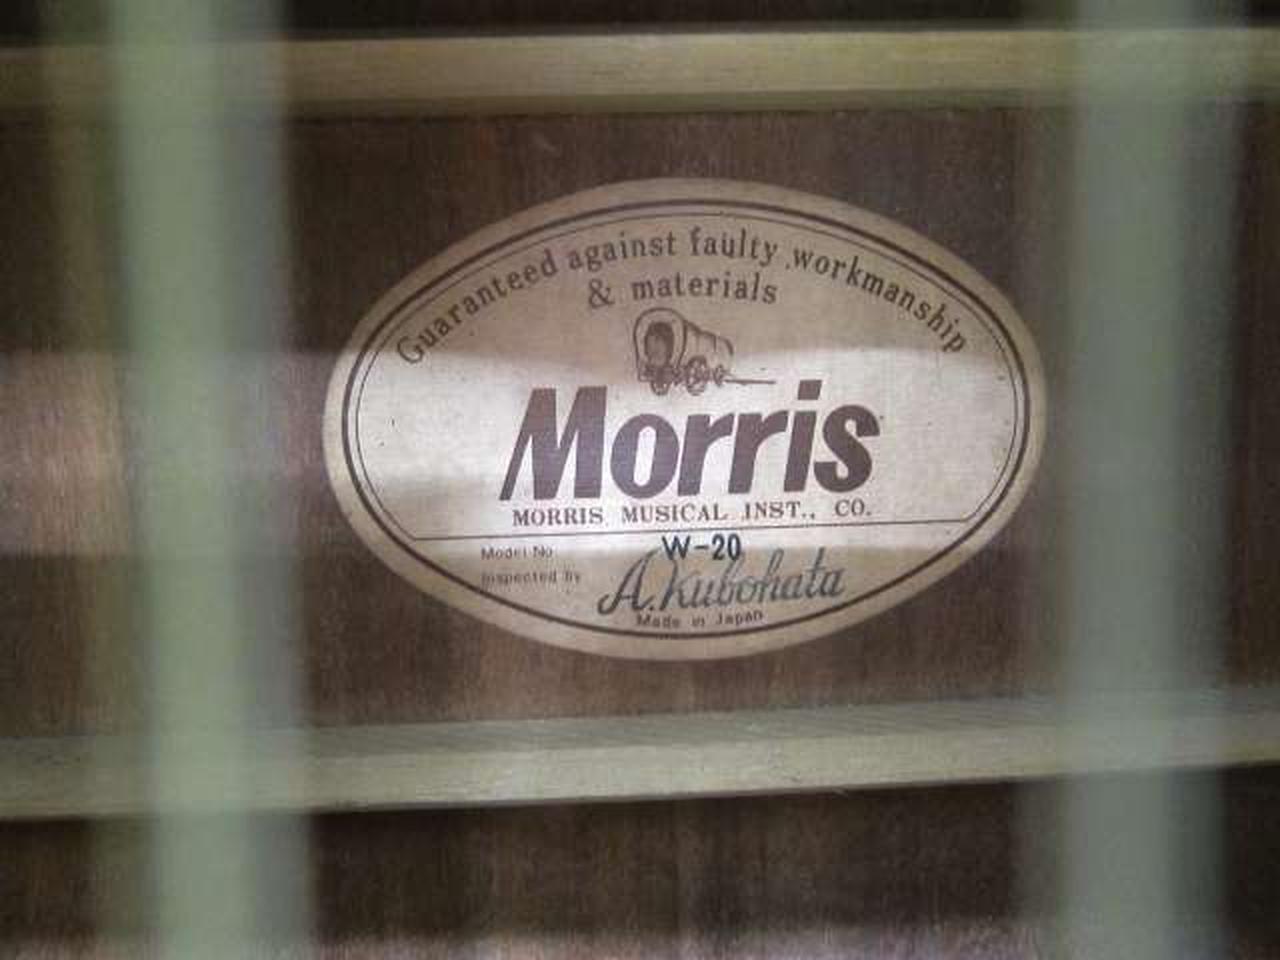 Guaranteed against faulty workmanship
& materials
Morris
MORRIS MUSICAL INST., CO.
Model No W-20
Inspected by A.Kubohata
Made in Japan